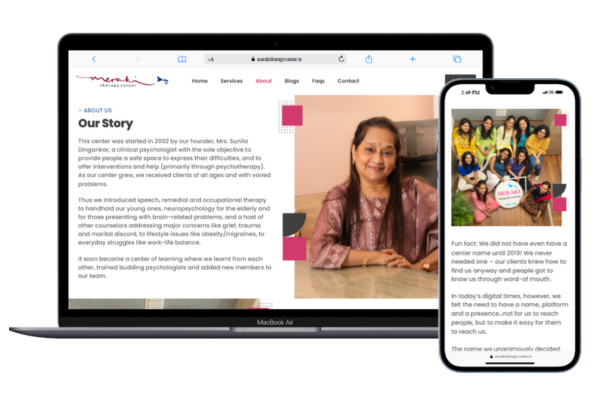 merakitherapycenter.in
meraki
therapy center
Home Services About Blogs Faqs Contact
– ABOUT US
Our Story
This center was started in 2002 by our founder, Mrs. Sunila
Dingankar, a clinical psychologist with the sole objective to
provide people a safe space to express their difficulties, and to
offer interventions and help (primarily through psychotherapy).
As our center grew, we received clients of all ages and with varied
problems.
Thus we introduced speech, remedial and occupational therapy
to handhold our young ones, neuropsychology for the elderly and
for those presenting with brain-related problems, and a host of
other counselors addressing major concerns like grief, trauma
and marital discord, to lifestyle issues like obesity/migraines, to
everyday struggles like work-life balance.
It soon became a center of learning where we learnt from each
other, trained budding psychologists and added new members to
our team.
MacBook Air
2:49 PM
MERAKI
Fun fact: We did not have even have a
center name until 2019! We never
needed one – our clients knew how to
find us anyway and people got to
know us through word-of mouth.
In today's digital times, however, we
felt the need to have a name, platform
and a presence...not for us to reach
people, but to make it easy for them
to reach us.
The name we unanimously decided
merakitherapycenter.in